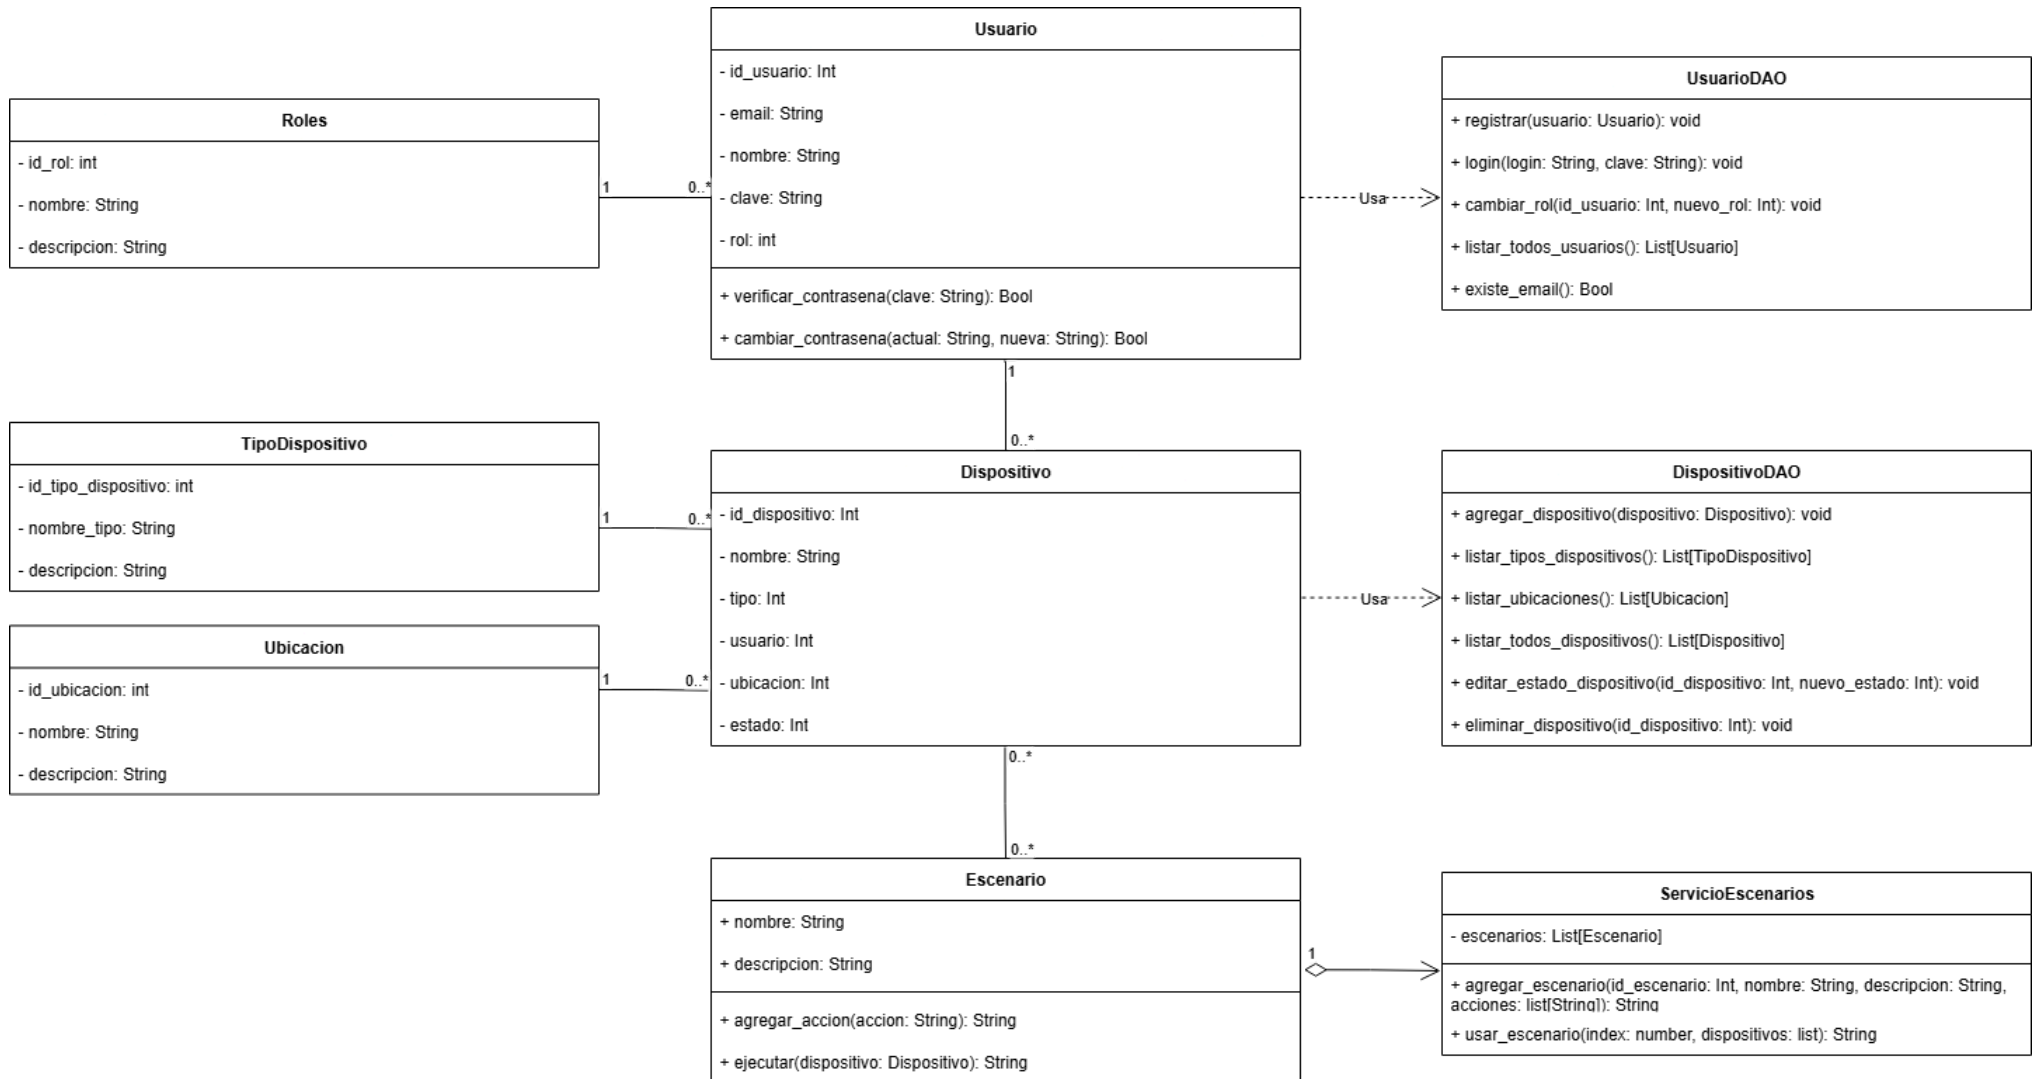 Usuario
- id_usuario: Int
- email: String
- nombre: String
- clave: String
- rol: int
+ verificar_contrasena(clave: String): Bool
+ cambiar_contrasena(actual: String, nueva: String): Bool
Roles
- id_rol: int
- nombre: String
- descripcion: String
1
0..*
Usa
UsuarioDAO
+ registrar(usuario: Usuario): void
+ login(login: String, clave: String): void
+ cambiar_rol(id_usuario: Int, nuevo_rol: Int): void
+ listar_todos_usuarios(): List[Usuario]
+ existe_email(): Bool
1
0..*
TipoDispositivo
- id_tipo_dispositivo: int
- nombre_tipo: String
- descripcion: String
1
0..*
Ubicacion
- id_ubicacion: int
- nombre: String
- descripcion: String
1
0..*
Dispositivo
- id_dispositivo: Int
- nombre: String
- tipo: Int
- usuario: Int
- ubicacion: Int
- estado: Int
Usa
DispositivoDAO
+ agregar_dispositivo(dispositivo: Dispositivo): void
+ listar_tipos_dispositivos(): List[TipoDispositivo]
+ listar_ubicaciones(): List[Ubicacion]
+ listar_todos_dispositivos(): List[Dispositivo]
+ editar_estado_dispositivo(id_dispositivo: Int, nuevo_estado: Int): void
+ eliminar_dispositivo(id_dispositivo: Int): void
0..*
0..*
Escenario
+ nombre: String
+ descripcion: String
+ agregar_accion(accion: String): String
+ ejecutar(dispositivo: Dispositivo): String
1
ServicioEscenarios
- escenarios: List[Escenario]
+ agregar_escenario(id_escenario: Int, nombre: String, descripcion: String,
acciones: list[String]): String
+ usar_escenario(index: number, dispositivos: list): String